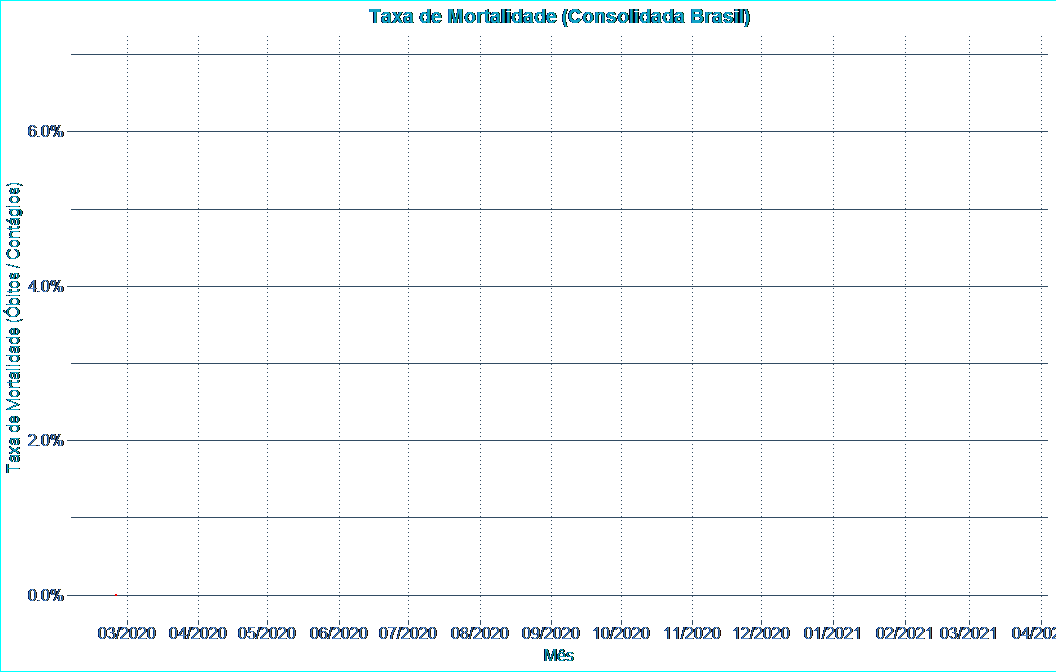 Taxa de Mortalidade (Consolidada Brasil)
Taxa de Mortalidade (Óbitos / Contágios)
6.0%
4.0%
2.0%
0.0%
03/2020 04/2020 05/2020 06/2020 07/2020 08/2020 09/2020 10/2020 11/2020 12/2020 01/2021 02/2021 03/2021 04/202
Mês